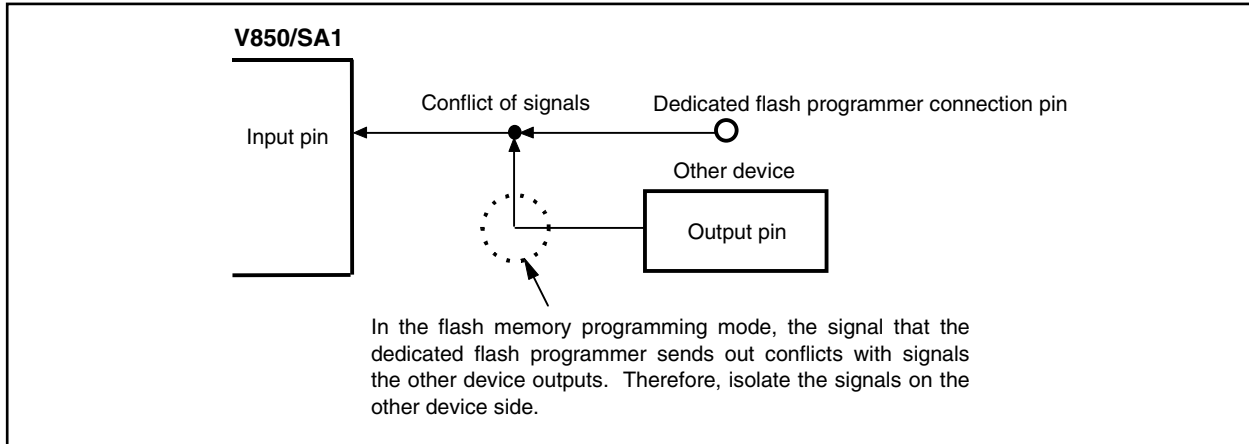 V850/SA1
Conflict of signals
Dedicated flash programmer connection pin
Input pin
Other device
Output pin
In the flash memory programming mode, the signal that the
dedicated flash programmer sends out conflicts with signals
the other device outputs. Therefore, isolate the signals on the
other device side.